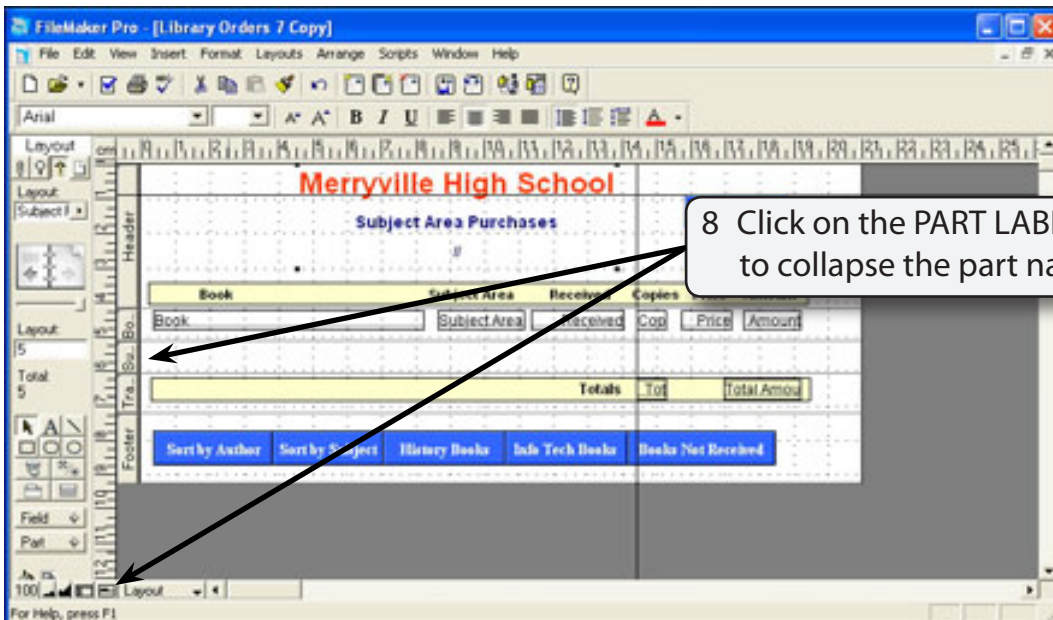 FileMaker Pro - [Library Orders 7 Copy]
File Edit View Insert Format Layouts Arrange Scripts Window Help
Arial
Layout
Layout:
Subject
Layout:
5
Total:
5
Field
Part
100
Layout
For Help, press F1
cm
Header
Bo..
Su..
Tra..
Footer
Merryville High School
Subject Area Purchases
//
Book Subject Area Received Copies
Book Subject Area Received Cop Price Amount
Totals Tot Total Amou
Sort by Author Sort by Subject History Books Info Tech Books Books Not Received
8 Click on the PART LAB
to collapse the part na